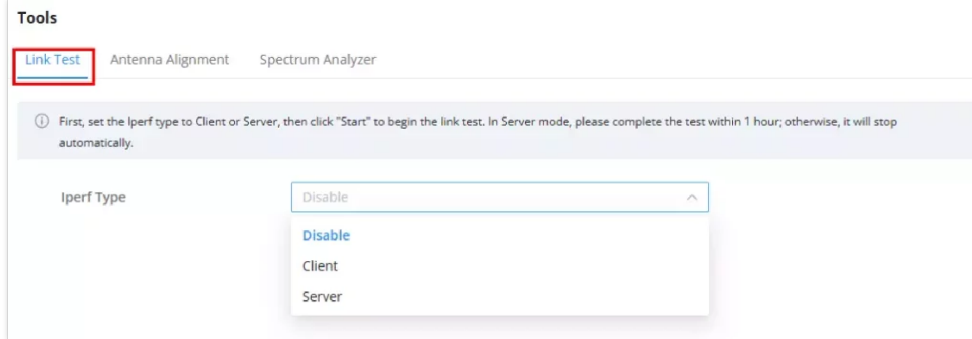 Tools
Link Test Antenna Alignment Spectrum Analyzer
First, set the Iperf type to Client or Server, then click "Start" to begin the link test. In Server mode, please complete the test within 1 hour; otherwise, it will stop
automatically.
Iperf Type Disable
Disable
Client
Server